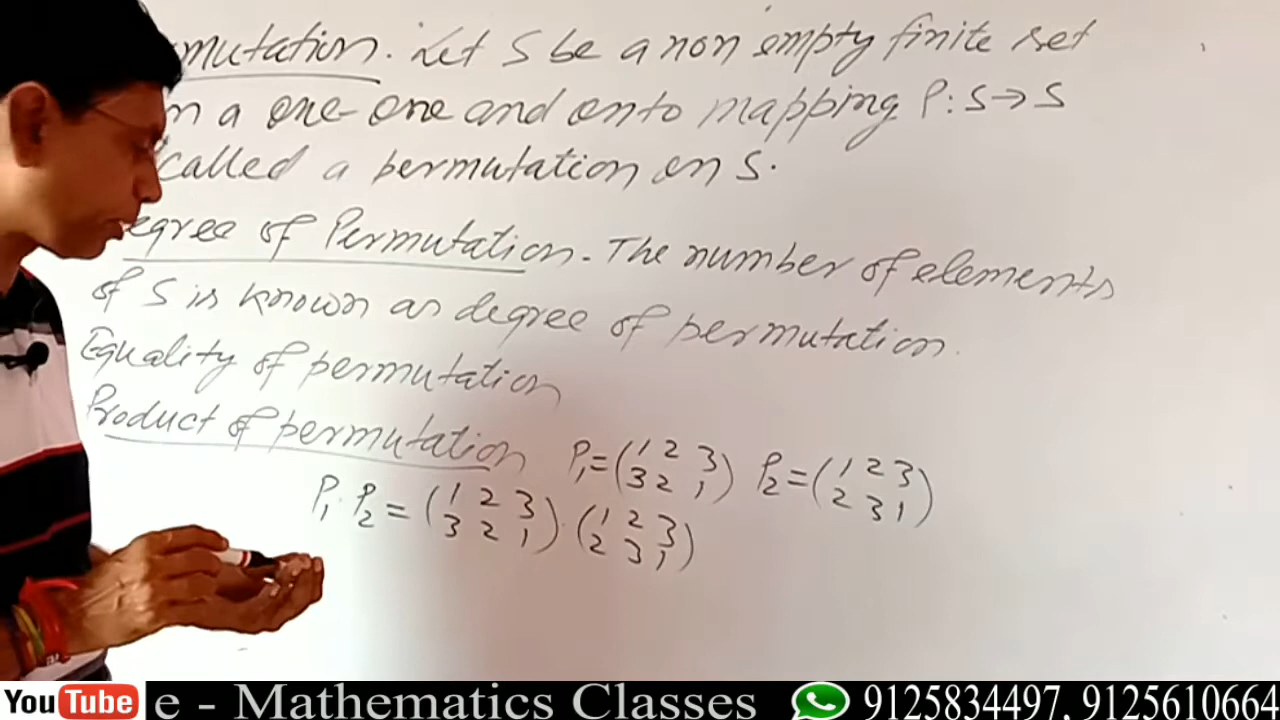 mutation. Let S be a non empty finite set
n a one-one and onto mapping P: S→S
called a permutation on S.
egree of Permutation. The number of elements
of S is known as degree of permutation.
Equality of permutation
Product of permutation P₁=(1 2 3 / 3 2 1) P₂=(1 2 3 / 2 3 1)
P₁. P₂ = (1 2 3 / 3 2 1).(1 2 3 / 2 3 1)
YouTube e - Mathematics Classes 9125834497, 9125610664